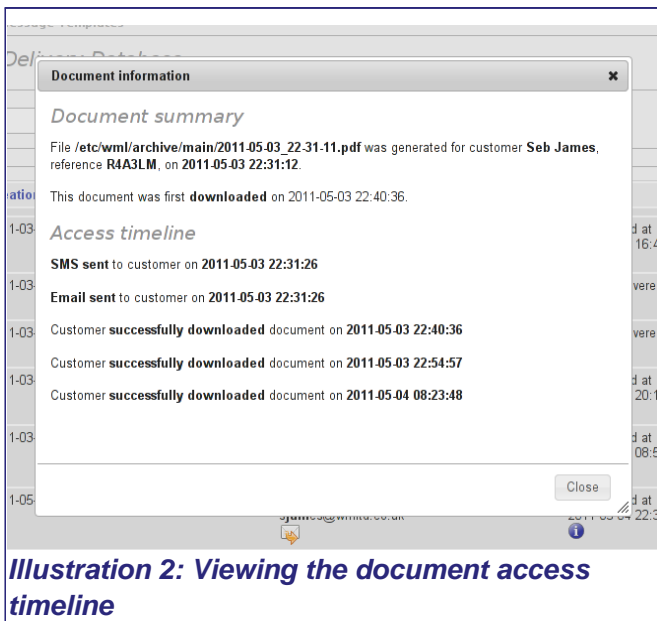 Message Templates
Delivery Database
Document information
Document summary
File /etc/wml/archive/main/2011-05-03_22-31-11.pdf was generated for customer Seb James,
reference R4A3LM, on 2011-05-03 22:31:12.
This document was first downloaded on 2011-05-03 22:40:36.
Access timeline
SMS sent to customer on 2011-05-03 22:31:26
Email sent to customer on 2011-05-03 22:31:26
Customer successfully downloaded document on 2011-05-03 22:40:36
Customer successfully downloaded document on 2011-05-03 22:54:57
Customer successfully downloaded document on 2011-05-04 08:23:48
Close
Illustration 2: Viewing the document access
timeline